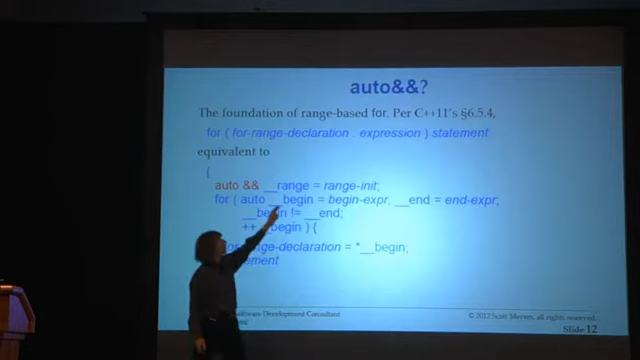 auto&&?
The foundation of range-based for. Per C++11's §6.5.4,
for ( for-range-declaration : expression ) statement
equivalent to
{
auto && __range = range-init;
for ( auto __begin = begin-expr, __end = end-expr;
__begin != __end;
++ __begin ) {
range-declaration = *__begin;
Software Development Consultant
© 2012 Scott Meyers, all rights reserved.
Slide 12